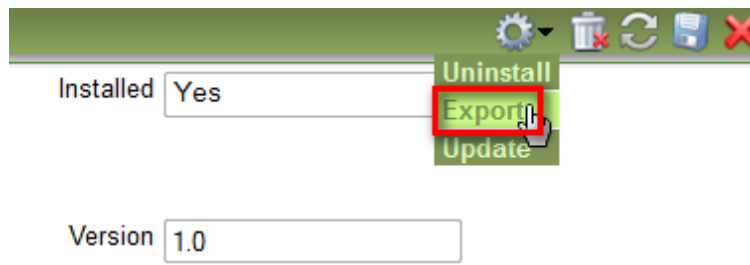 Uninstall
Installed Yes
Export
Update
Version 1.0